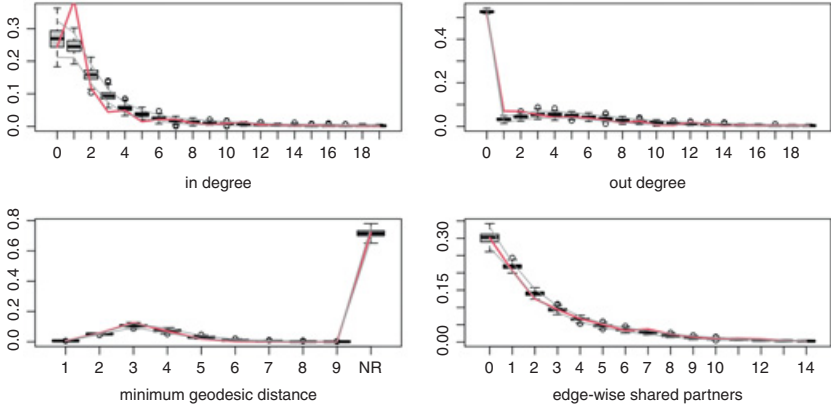 0.3
0.2
0.1
0.0
0 2 4 6 8 10 12 14 16 18
in degree
0.4
0.2
0.0
0 2 4 6 8 10 12 14 16 18
out degree
0.8
0.6
0.4
0.2
0.0
1 2 3 4 5 6 7 8 9 NR
minimum geodesic distance
0.30
0.15
0.00
0 1 2 3 4 5 6 7 8 9 10 12 14
edge-wise shared partners